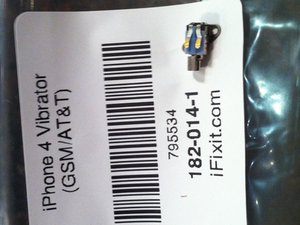 iPhone 4 Vibrator
(GSM/AT&T)
795534
182-014-1
iFixit.com